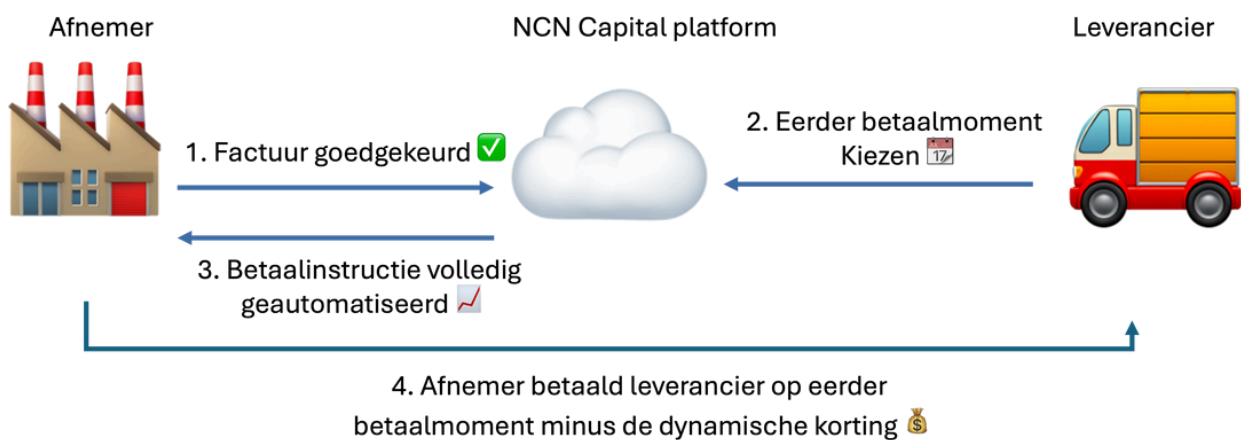 Afnemer
NCN Capital platform
Leverancier
1. Factuur goedgekeurd ✅
2. Eerder betaalmoment
Kiezen 📅
17
3. Betaalinstructie volledig
geautomatiseerd 📈
4. Afnemer betaald leverancier op eerder
betaalmoment minus de dynamische korting 💰